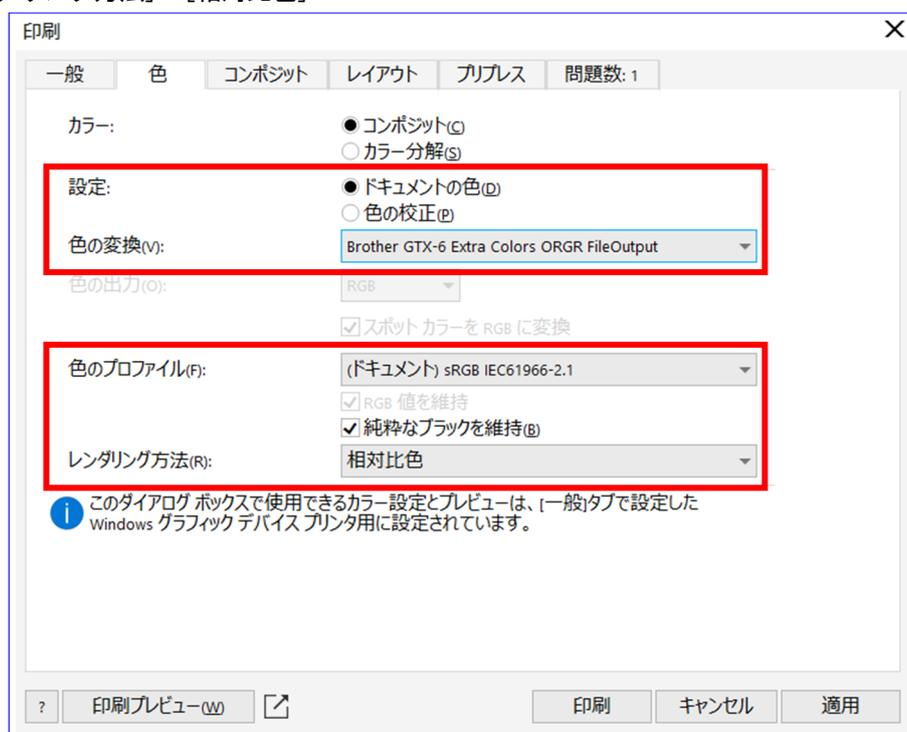 印刷
一般 色 コンポジット レイアウト プリプレス 問題数: 1
カラー: コンポジット(C)
カラー分解(S)
設定: ドキュメントの色(D)
色の校正(P)
色の変換(V): Brother GTX-6 Extra Colors ORGR FileOutput
色の出力(O): RGB
スポット カラーを RGB に変換
色のプロファイル(F): (ドキュメント) sRGB IEC61966-2.1
RGB 値を維持
純粋なブラックを維持(B)
レンダリング方法(R): 相対比色
このダイアログ ボックスで使用できるカラー設定とプレビューは、[一般]タブで設定した
Windows グラフィック デバイス プリンタ用に設定されています。
? 印刷プレビュー(W) 印刷 キャンセル 適用